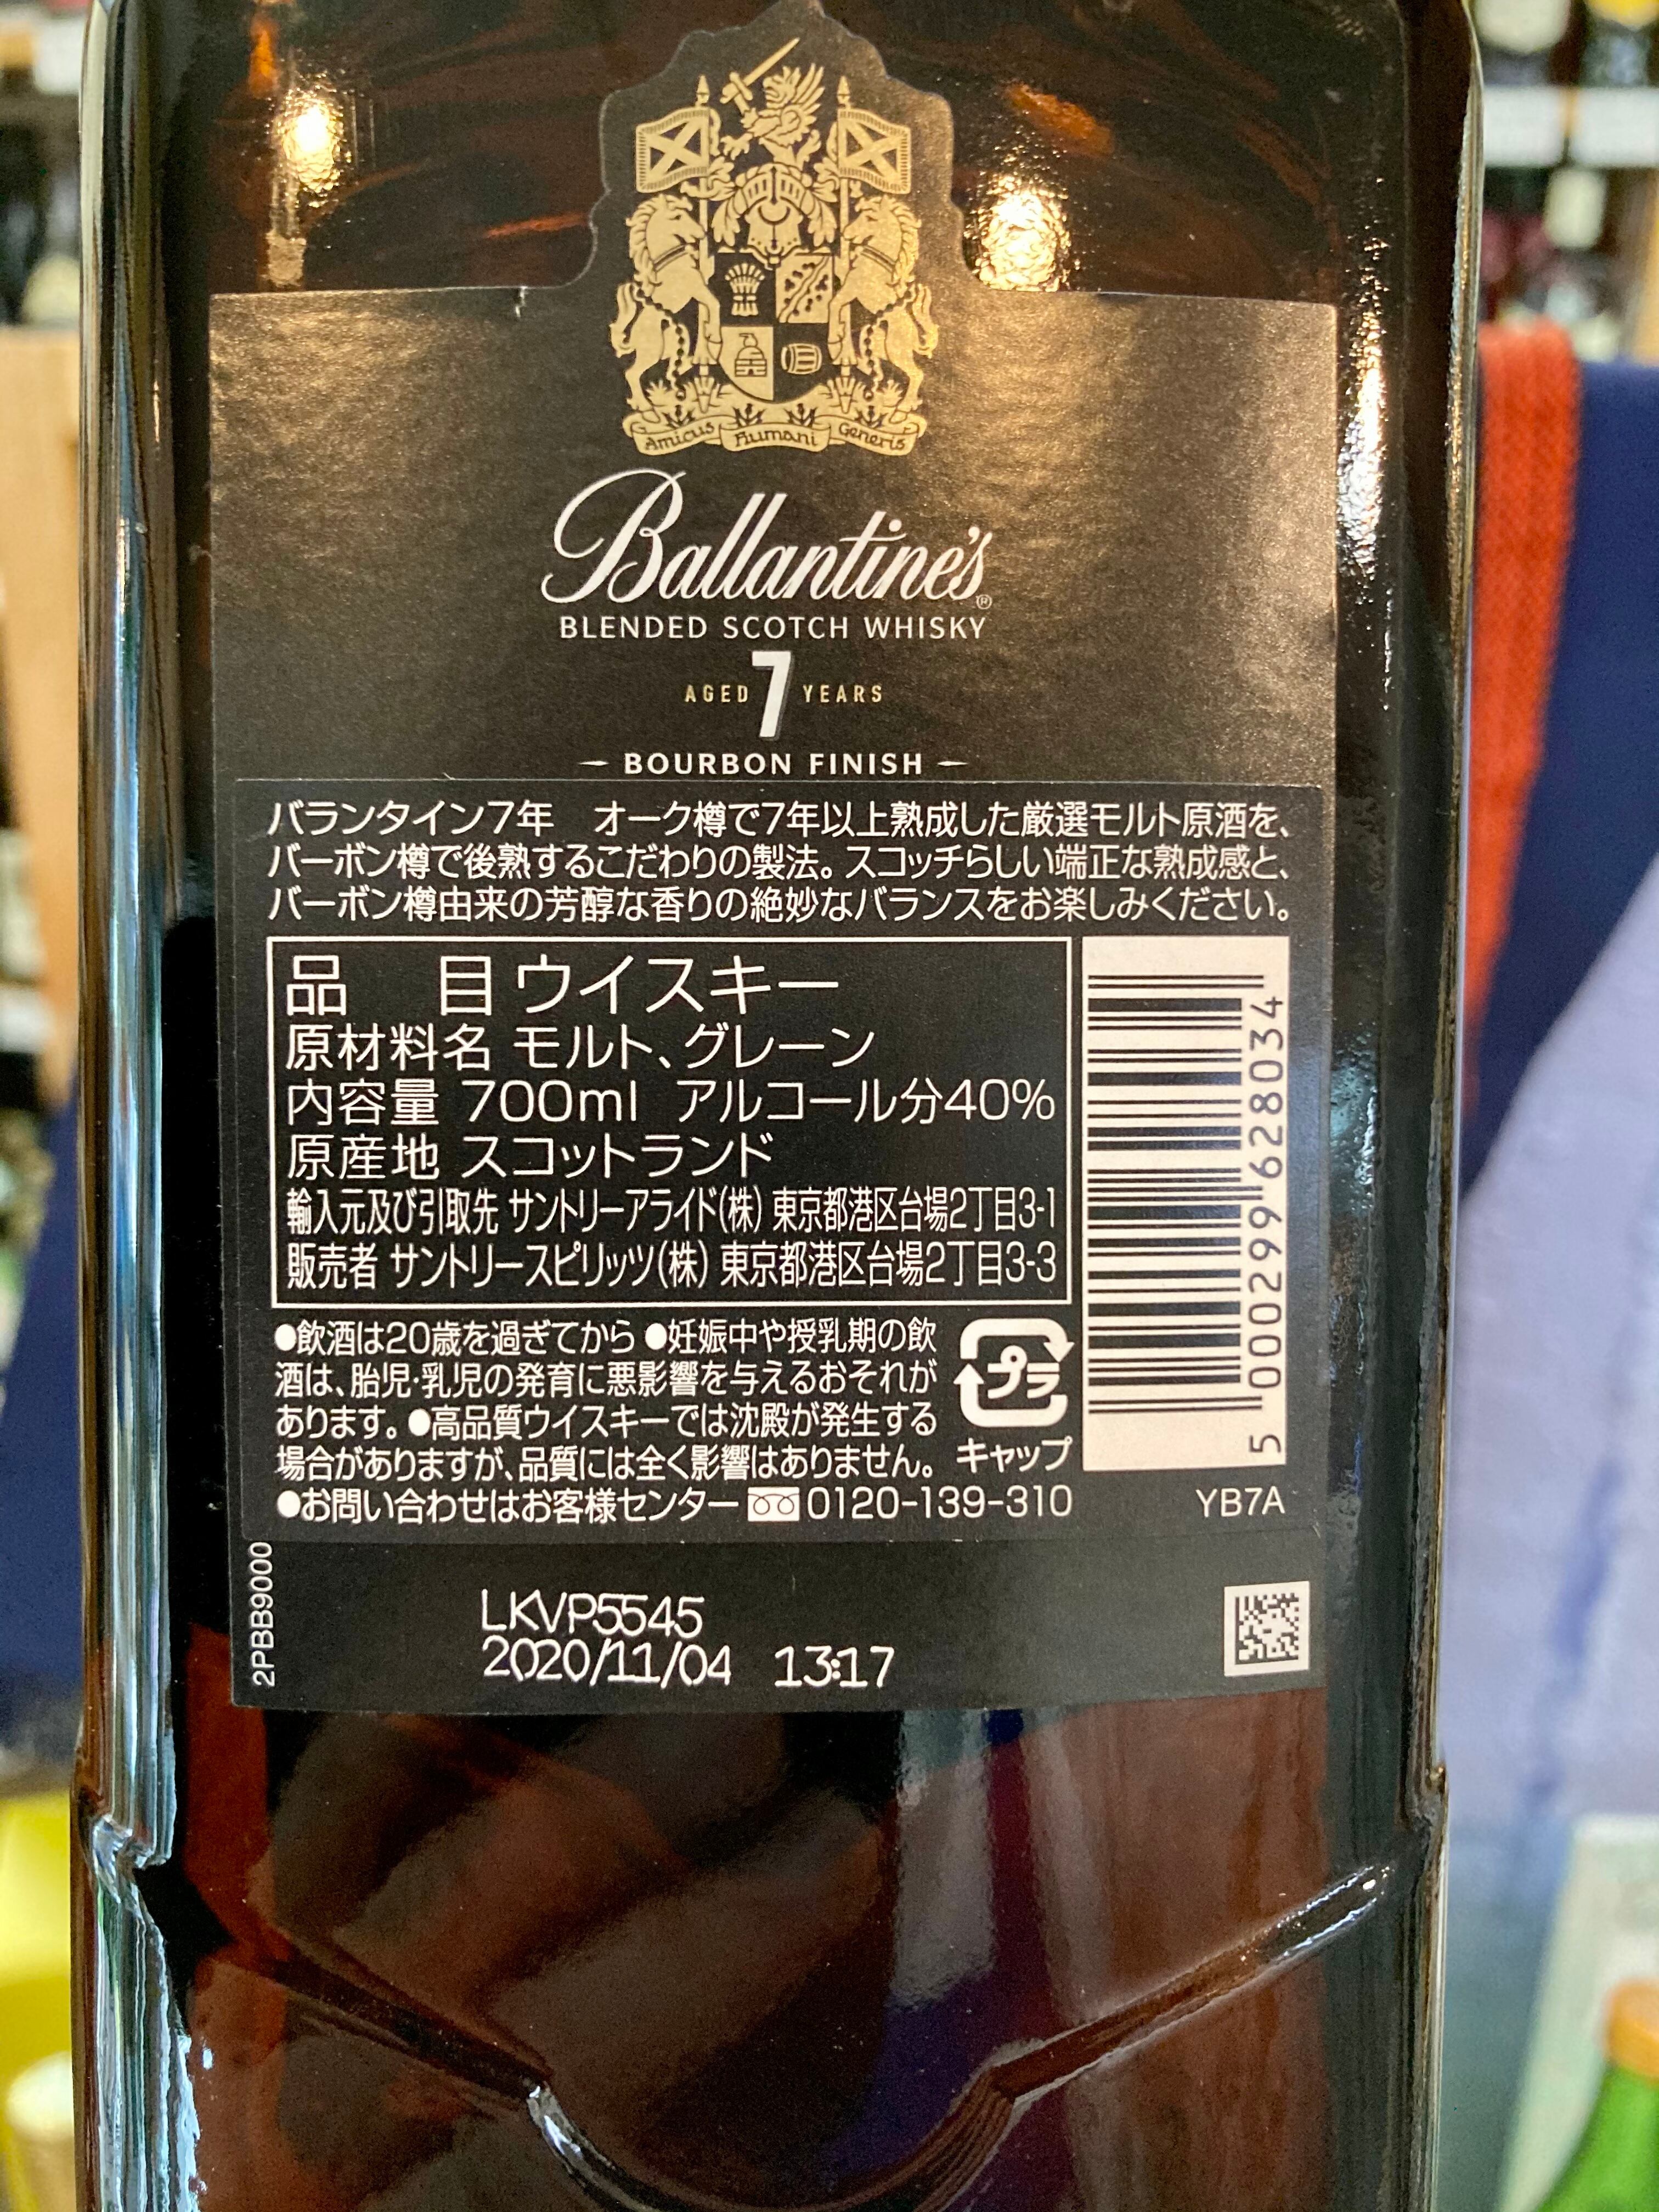 Amicus Humani Generis
Ballantine's®
BLENDED SCOTCH WHISKY
AGED 7 YEARS
BOURBON FINISH
バランタイン7年　オーク樽で7年以上熟成した厳選モルト原酒を、
バーボン樽で後熟するこだわりの製法。スコッチらしい端正な熟成感と、
バーボン樽由来の芳醇な香りの絶妙なバランスをお楽しみください。
品　目 ウイスキー
原材料名 モルト、グレーン
内容量 700ml アルコール分40%
原産地 スコットランド
輸入元及び引取先 サントリーアライド(株) 東京都港区台場2丁目3-1
販売者 サントリースピリッツ(株) 東京都港区台場2丁目3-3
5 000299 628034
●飲酒は20歳を過ぎてから ●妊娠中や授乳期の飲
酒は、胎児・乳児の発育に悪影響を与えるおそれが
あります。●高品質ウイスキーでは沈殿が発生する
場合がありますが、品質には全く影響はありません。
●お問い合わせはお客様センター 0120-139-310
プラ
キャップ
YB7A
2PBB9000
LKVP5545
2020/11/04 13:17